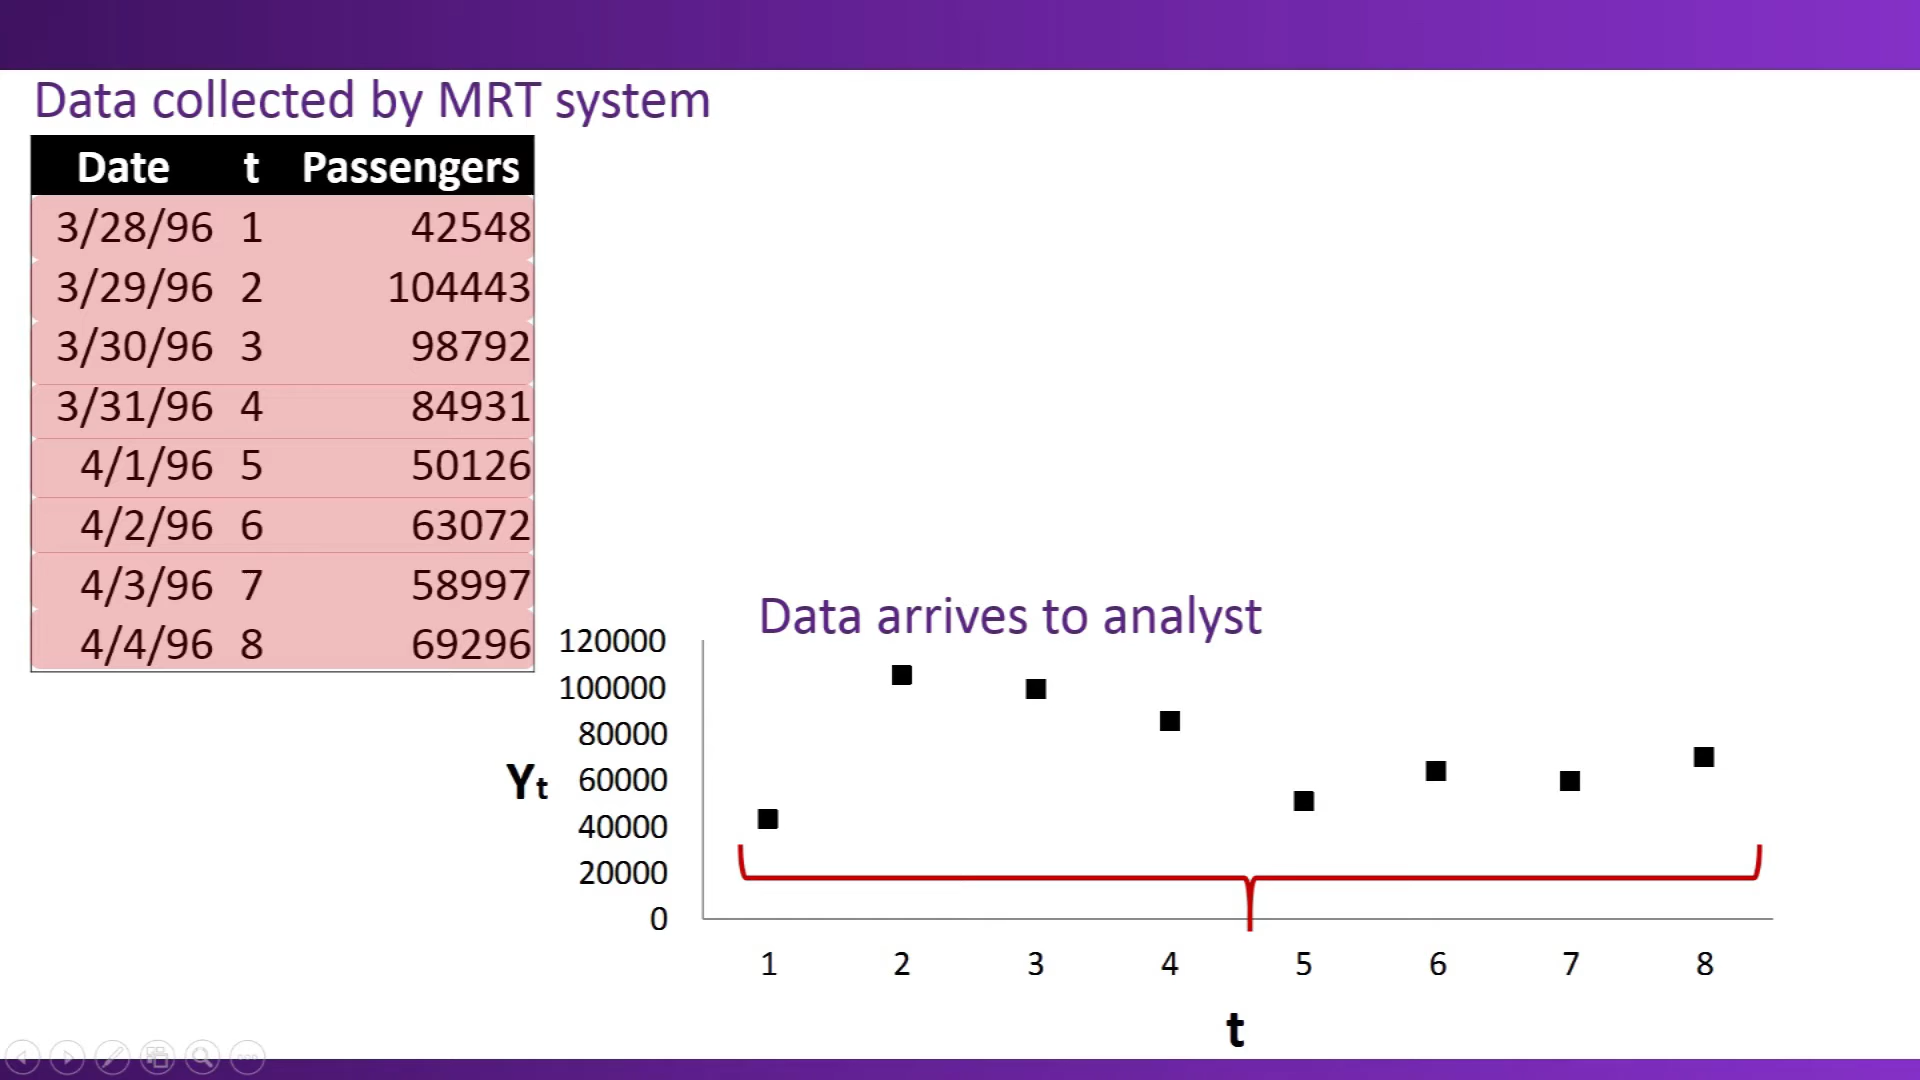 Data collected by MRT system
Date t Passengers
3/28/96 1 42548
3/29/96 2 104443
3/30/96 3 98792
3/31/96 4 84931
4/1/96 5 50126
4/2/96 6 63072
4/3/96 7 58997
4/4/96 8 69296
Data arrives to analyst
120000
100000
80000
60000
40000
20000
0
Yt
1 2 3 4 5 6 7 8
t